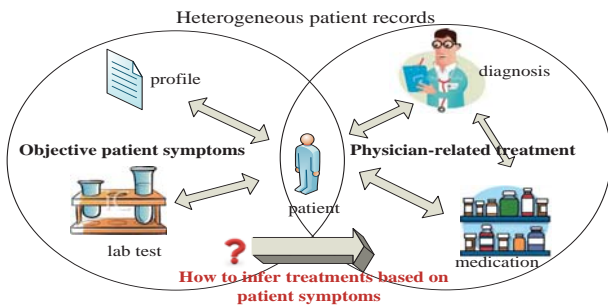 Heterogeneous patient records
profile
diagnosis
Objective patient symptoms
Physician-related treatment
patient
lab test
medication
?
How to infer treatments based on
patient symptoms